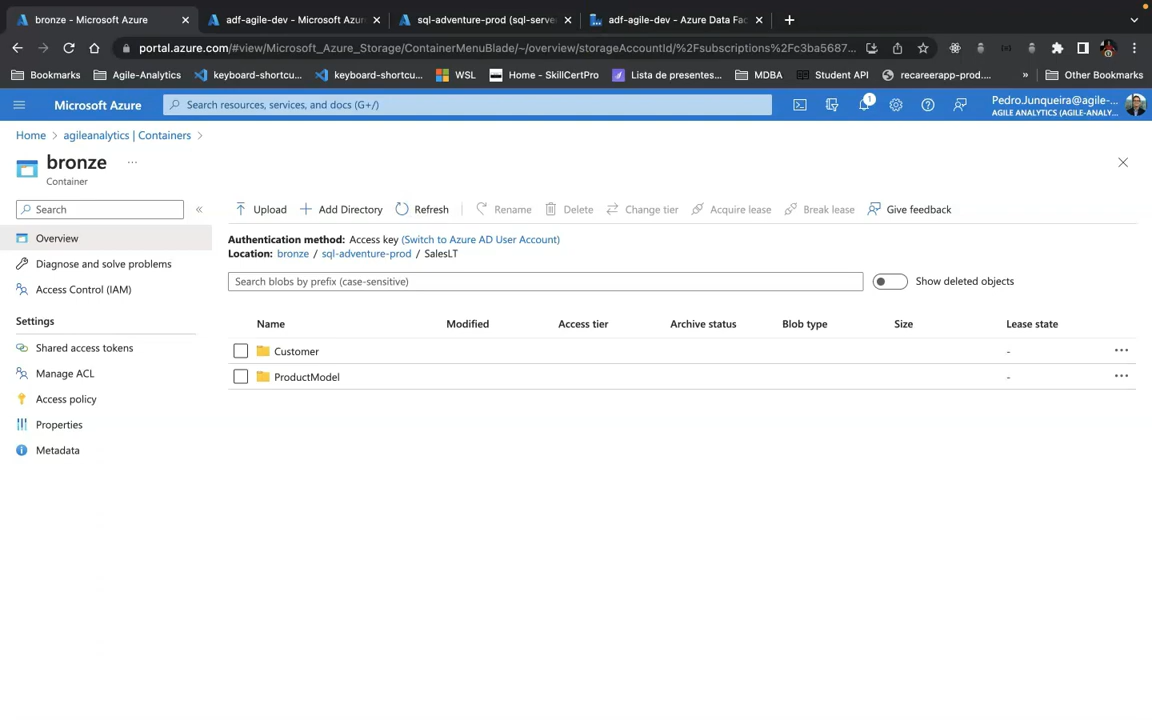 bronze - Microsoft Azure
adf-agile-dev - Microsoft Azur
sql-adventure-prod (sql-serve
adf-agile-dev - Azure Data Fac
portal.azure.com/#view/Microsoft_Azure_Storage/ContainerMenuBlade/~/overview/storageAccountId/%2Fsubscriptions%2Fc3ba5687...
Bookmarks
Agile-Analytics
keyboard-shortcu...
keyboard-shortcu...
WSL
Home - SkillCertPro
Lista de presentes...
MDBA
Student API
recareerapp-prod....
»
Other Bookmarks
Microsoft Azure
Search resources, services, and docs (G+/)
1
PedroJunqueira@agile-...
AGILE ANALYTICS (AGILE-ANALY...
Home > agileanalytics | Containers >
bronze ...
Container
Search
«
Overview
Diagnose and solve problems
Access Control (IAM)
Settings
Shared access tokens
Manage ACL
Access policy
Properties
Metadata
Upload
Add Directory
Refresh
Rename
Delete
Change tier
Acquire lease
Break lease
Give feedback
Authentication method: Access key (Switch to Azure AD User Account)
Location: bronze / sql-adventure-prod / SalesLT
Search blobs by prefix (case-sensitive)
Show deleted objects
Name Modified Access tier Archive status Blob type Size Lease state
Customer - ...
ProductModel - ...